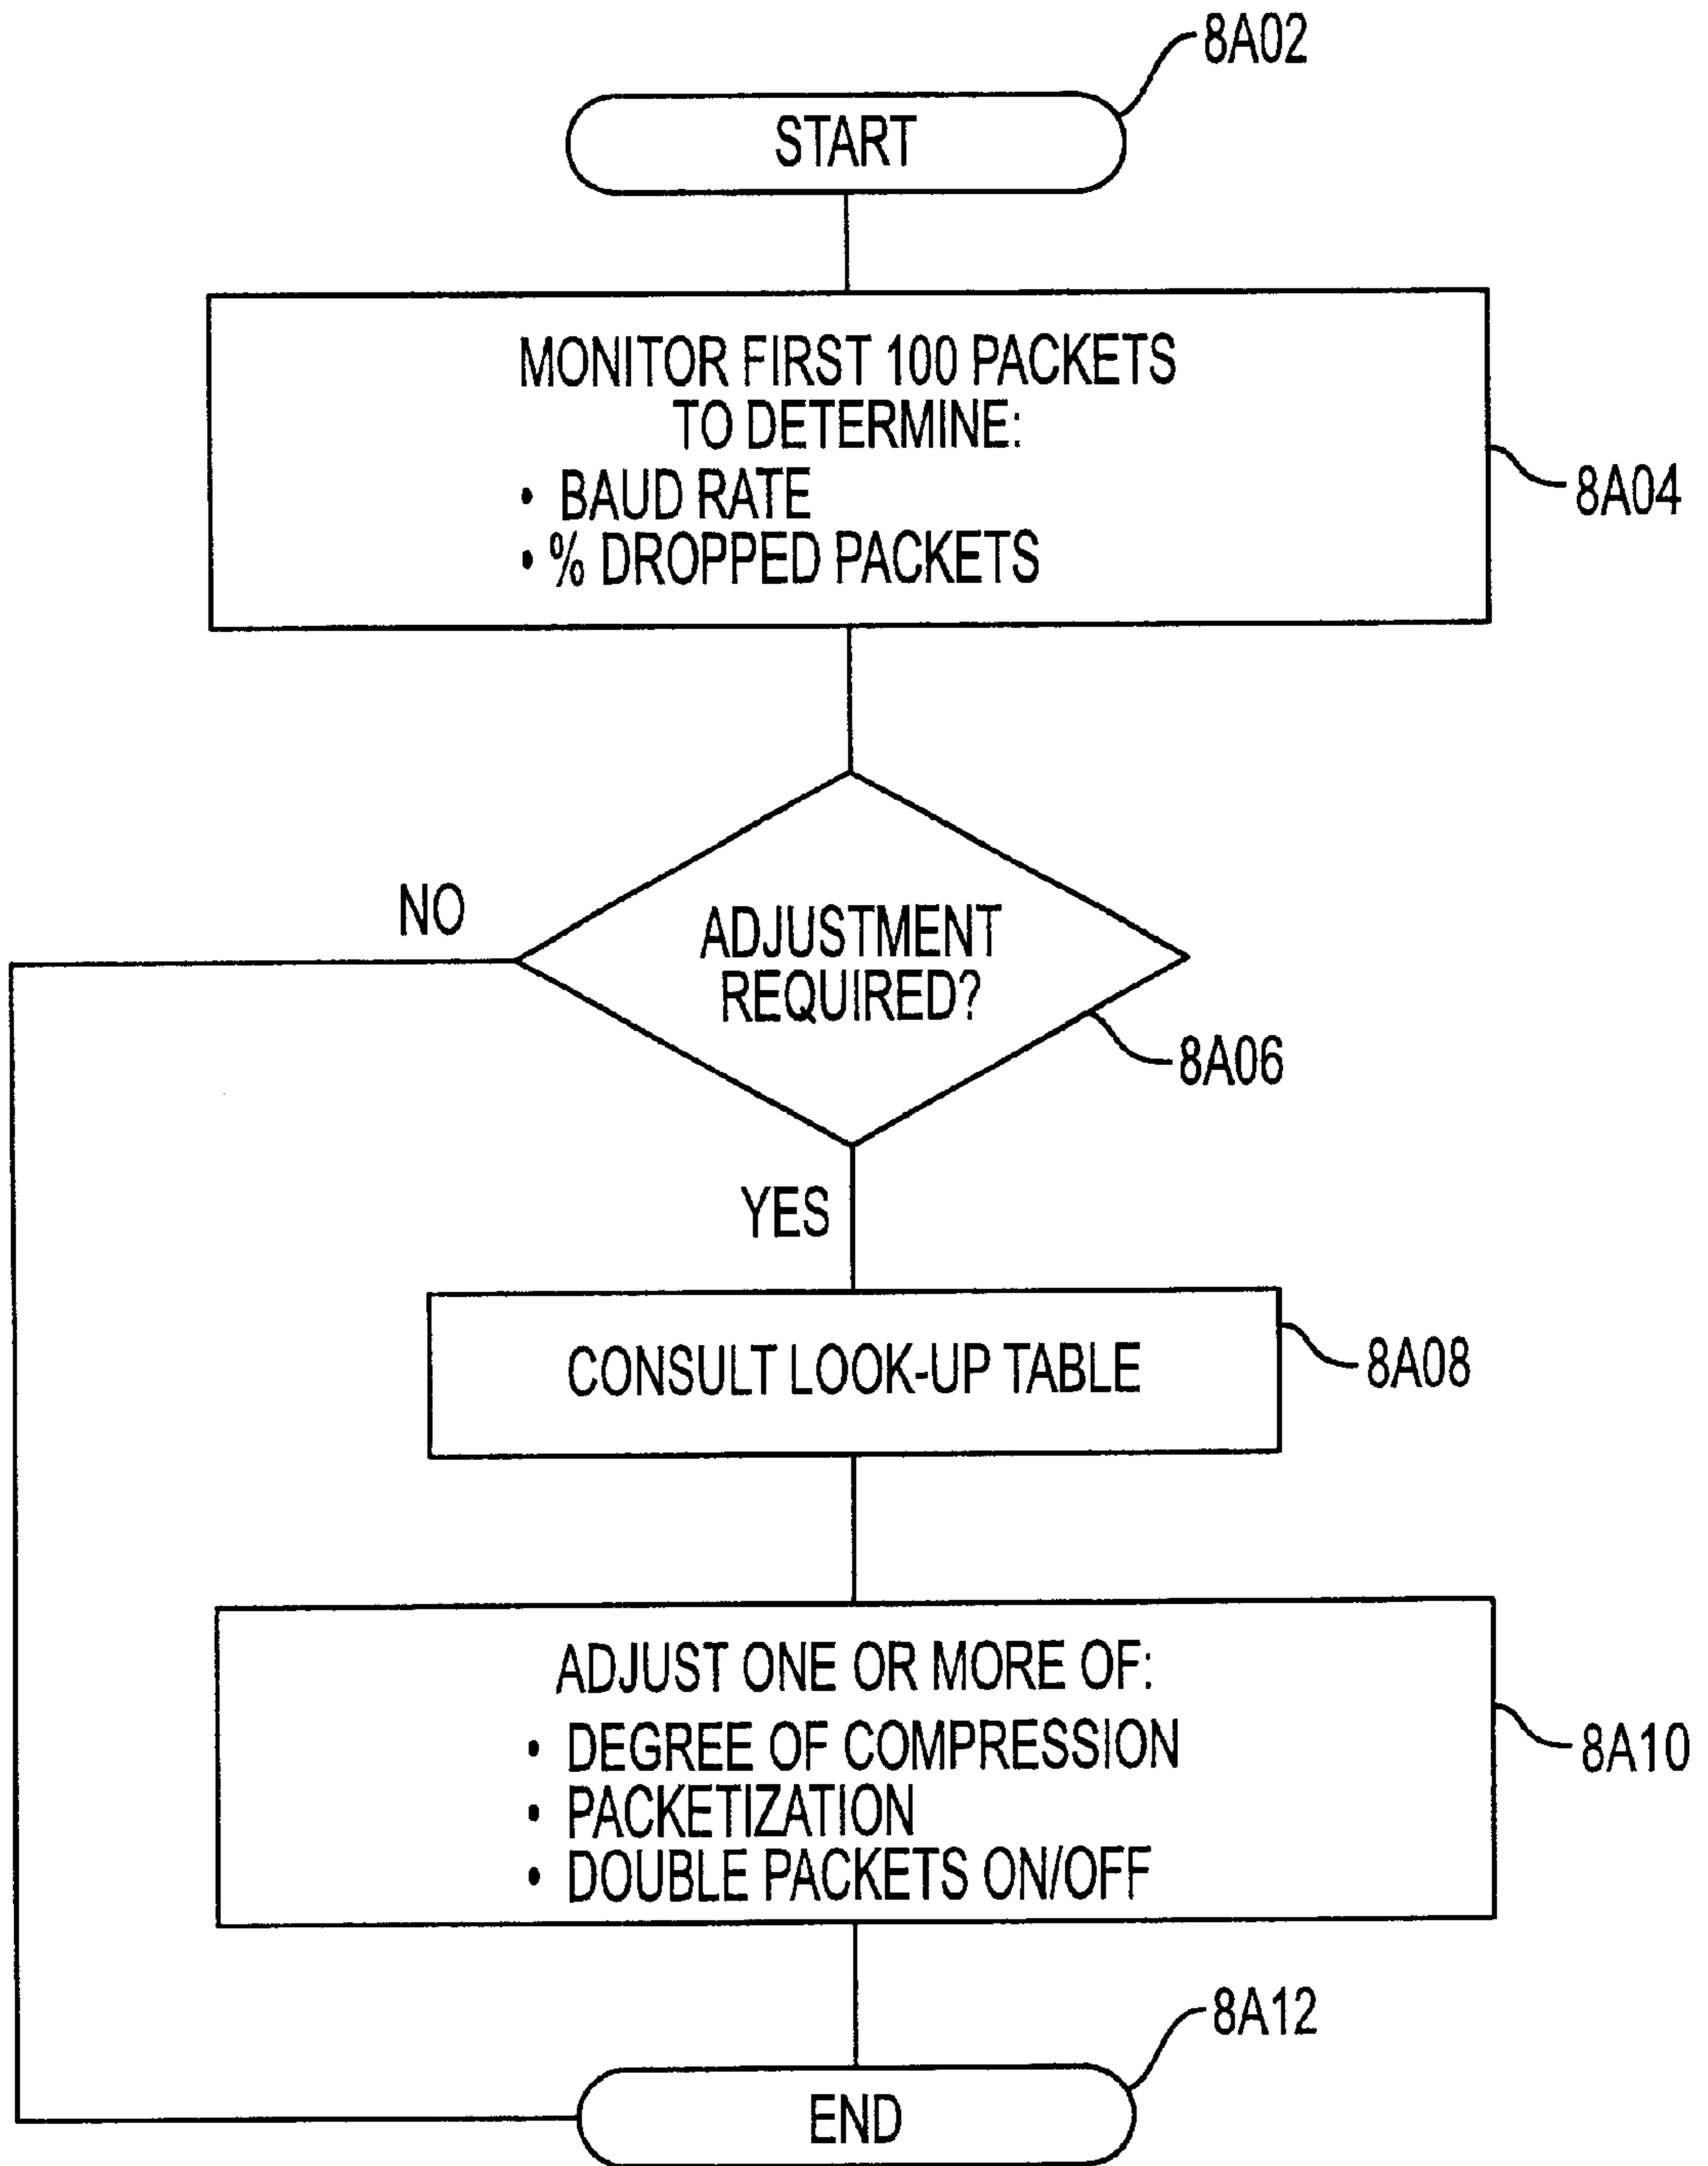 8A02
START
MONITOR FIRST 100 PACKETS
TO DETERMINE:
• BAUD RATE
• % DROPPED PACKETS
8A04
NO
ADJUSTMENT
REQUIRED?
8A06
YES
CONSULT LOOK-UP TABLE
8A08
ADJUST ONE OR MORE OF:
• DEGREE OF COMPRESSION
• PACKETIZATION
• DOUBLE PACKETS ON/OFF
8A10
8A12
END